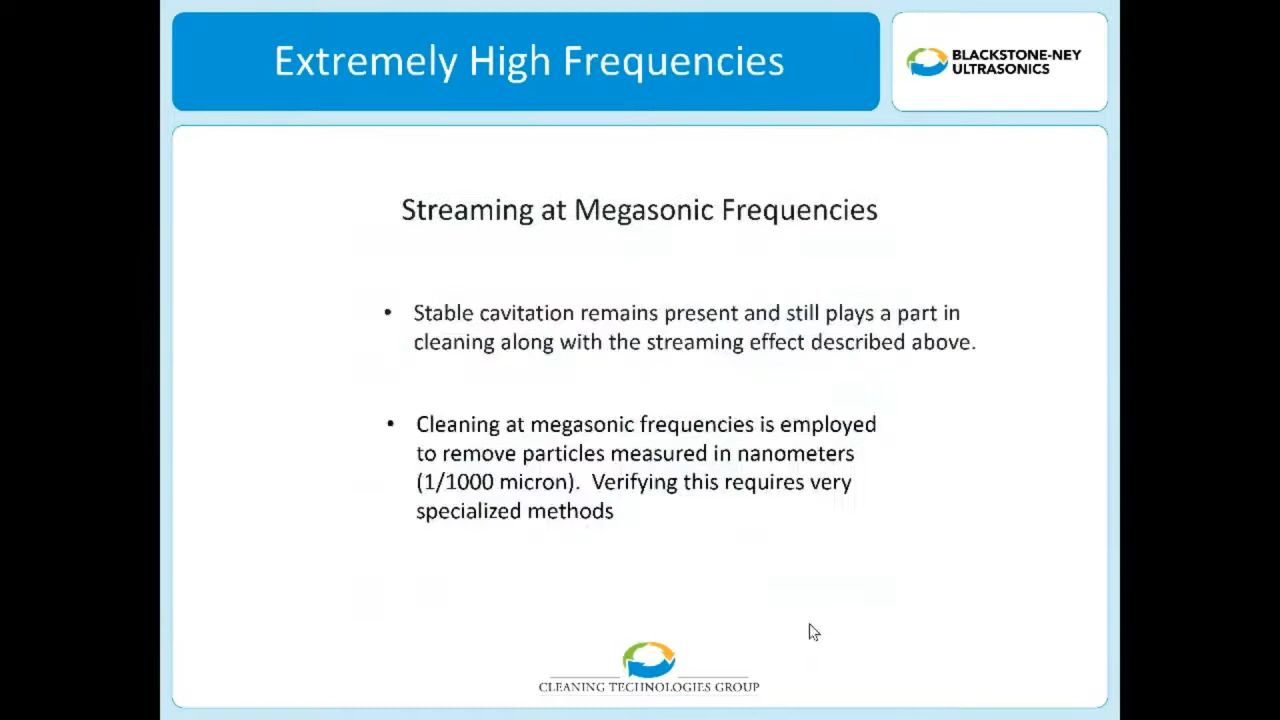 Extremely High Frequencies
BLACKSTONE-NEY
ULTRASONICS
Streaming at Megasonic Frequencies
• Stable cavitation remains present and still plays a part in
cleaning along with the streaming effect described above.
• Cleaning at megasonic frequencies is employed
to remove particles measured in nanometers
(1/1000 micron).  Verifying this requires very
specialized methods
CLEANING TECHNOLOGIES GROUP